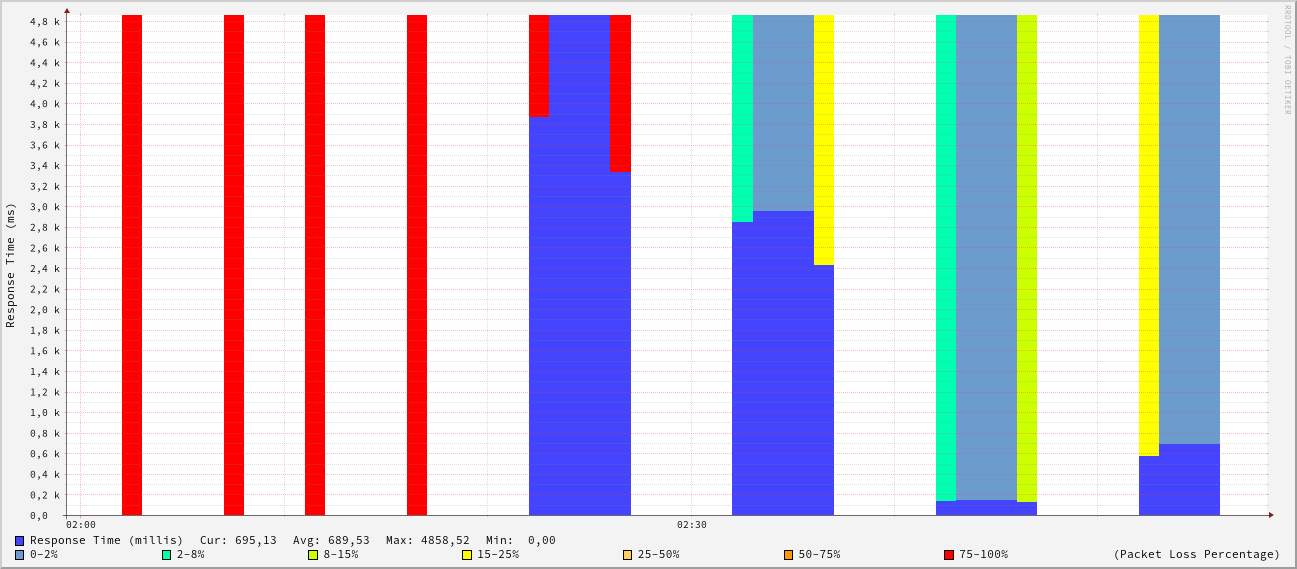 RRDTOOL / TOBI OETIKER
Response Time (ms)
4,8 k
4,6 k
4,4 k
4,2 k
4,0 k
3,8 k
3,6 k
3,4 k
3,2 k
3,0 k
2,8 k
2,6 k
2,4 k
2,2 k
2,0 k
1,8 k
1,6 k
1,4 k
1,2 k
1,0 k
0,8 k
0,6 k
0,4 k
0,2 k
0,0
02:00 02:30
Response Time (millis) Cur: 695,13 Avg: 689,53 Max: 4858,52 Min: 0,00
0-2% 2-8% 8-15% 15-25% 25-50% 50-75% 75-100% (Packet Loss Percentage)